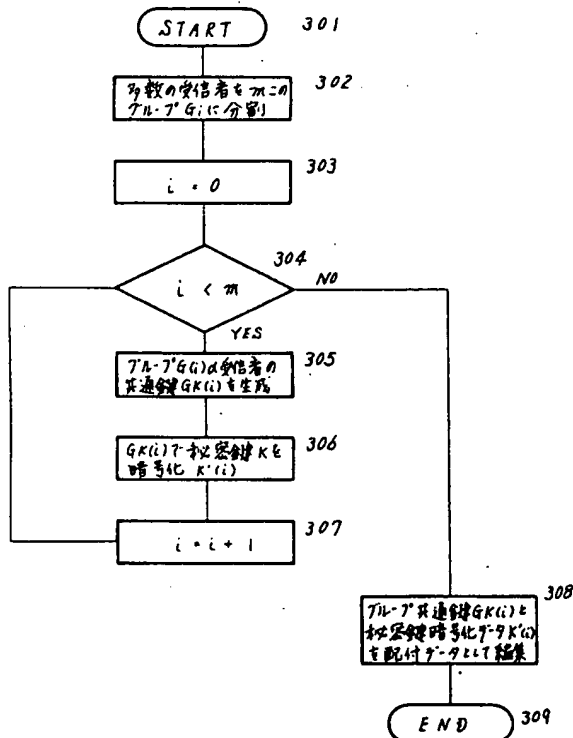 START 301
302
多数の受信者をmこの
グループGiに分割
303
i = 0
304
i < m
NO
YES
305
グループG(i)の受信者の
共通鍵GK(i)を生成
306
GK(i)で秘密鍵Kを
暗号化 K'(i)
307
i = i + 1
308
グループ共通鍵GK(i)と
秘密鍵暗号化データK'(i)
を配付データとして編集
END 309